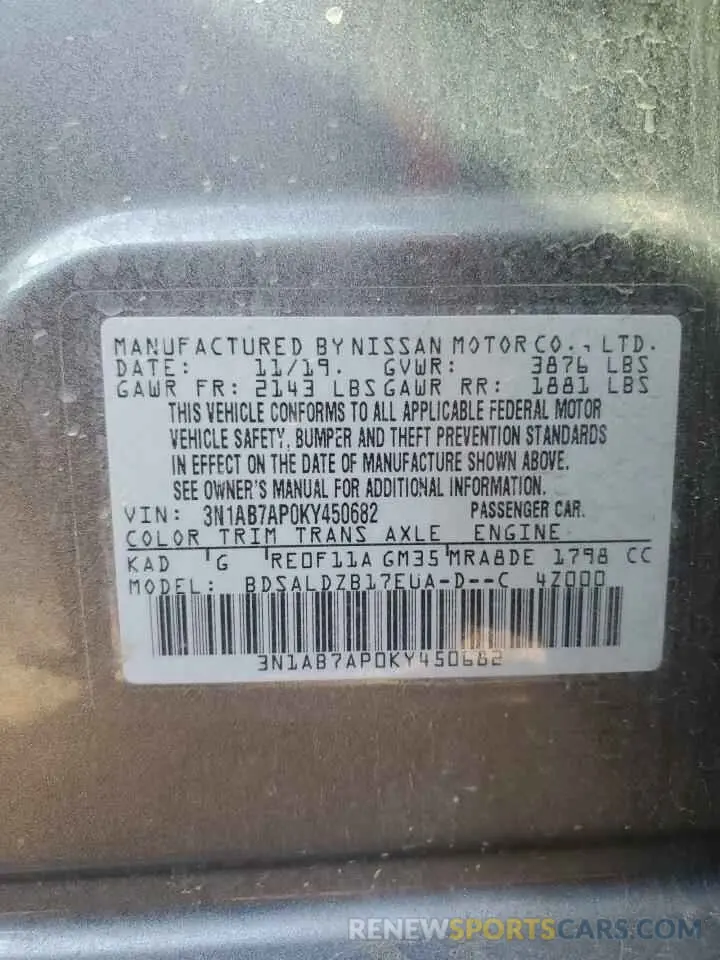 MANUFACTURED BY NISSAN MOTOR CO., LTD.
DATE: 11/19. GVWR: 3876 LBS
GAWR FR: 2143 LBS GAWR RR: 1881 LBS
THIS VEHICLE CONFORMS TO ALL APPLICABLE FEDERAL MOTOR
VEHICLE SAFETY, BUMPER AND THEFT PREVENTION STANDARDS
IN EFFECT ON THE DATE OF MANUFACTURE SHOWN ABOVE.
SEE OWNER'S MANUAL FOR ADDITIONAL INFORMATION.
VIN: 3N1AB7AP0KY450682 PASSENGER CAR.
COLOR TRIM TRANS AXLE ENGINE
KAD G RE0F11A GM35 MRA8DE 1798 CC
MODEL: BDSALDZB17EUA-D--C 4Z000
3N1AB7AP0KY450682
RENEWSPORTSCARS.COM